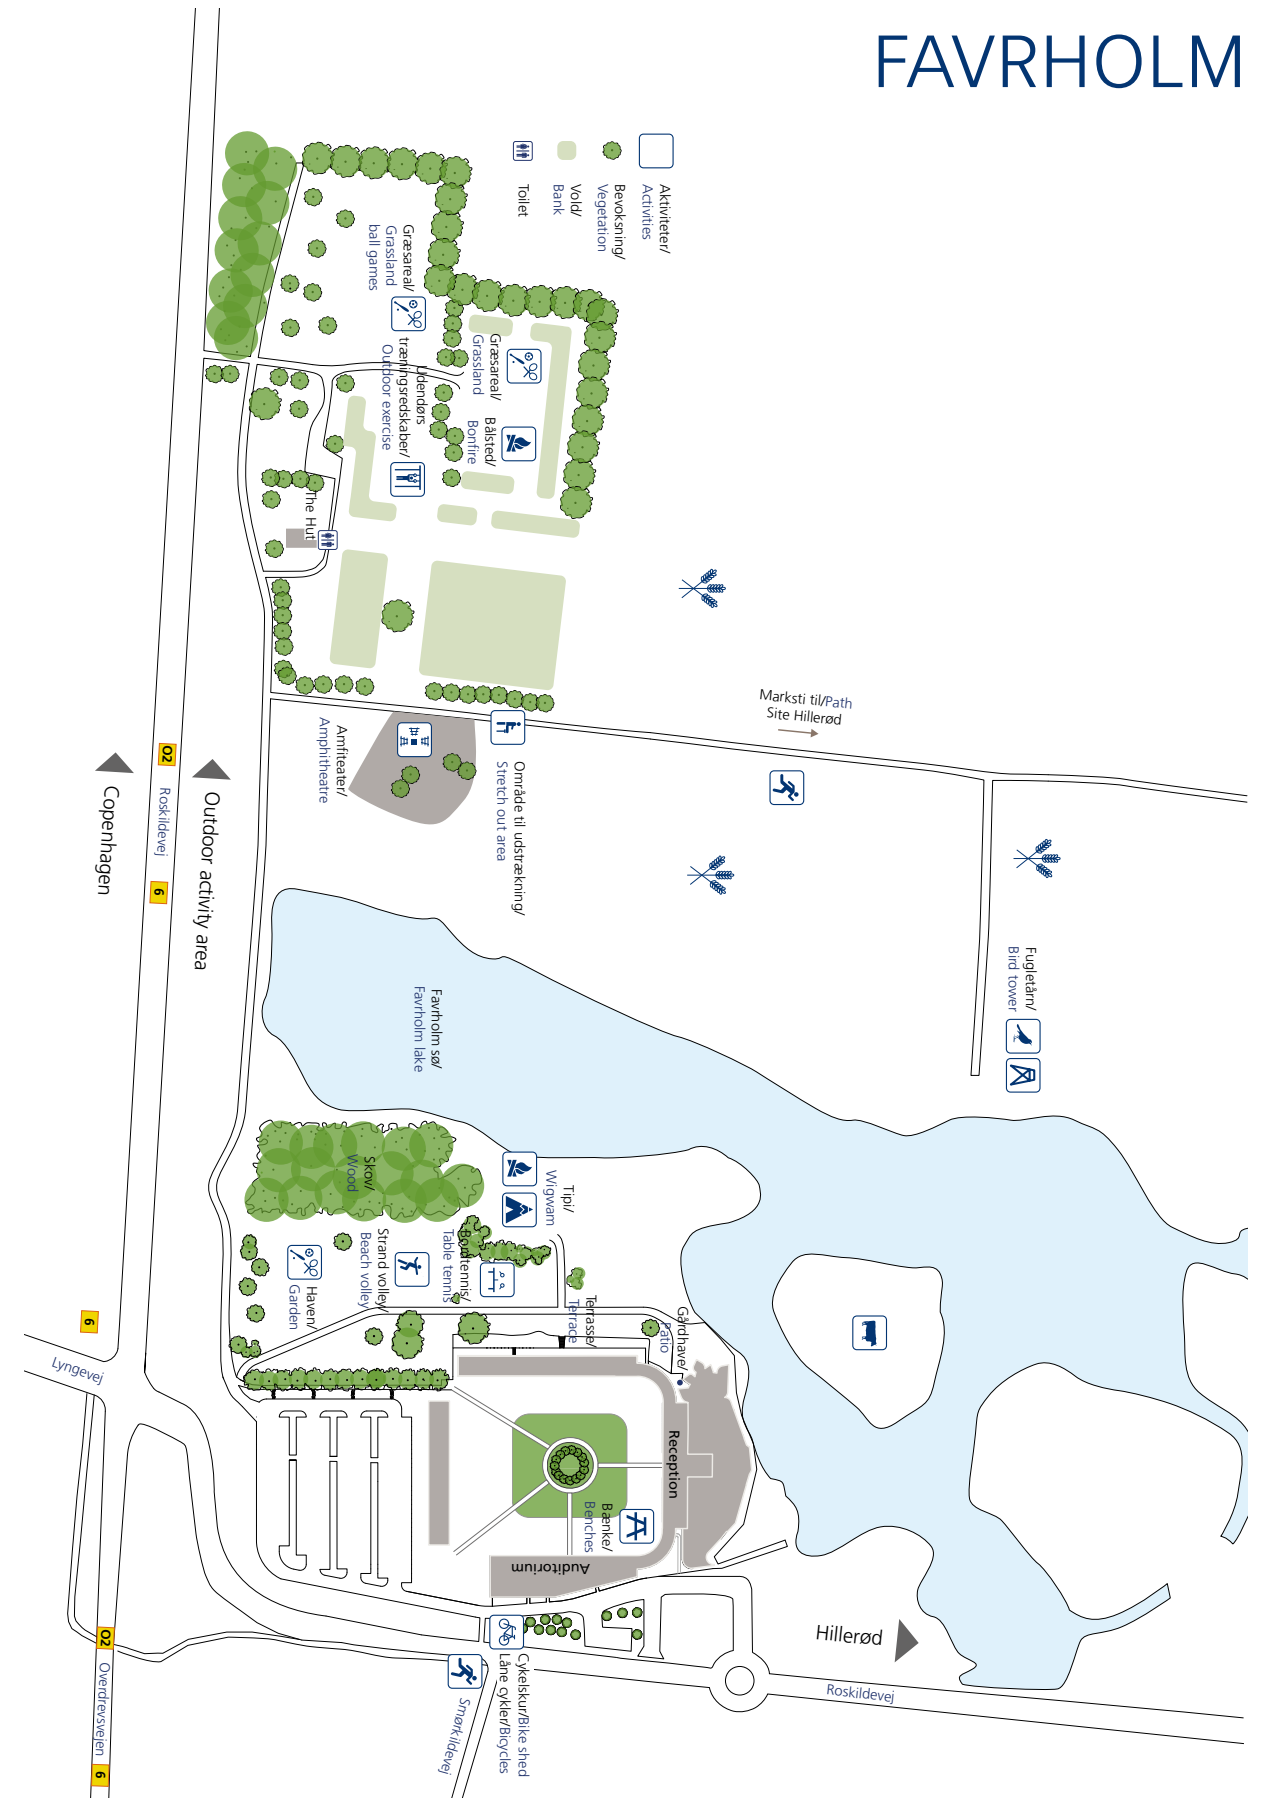 FAVRHOLM
Aktiviteter/
Activities
Bevoksning/
Vegetation
Vold/
Bank
Toilet
Græsareal/
Grassland
ball games
Græsareal/
Grassland
Udendørs
træningsredskaber/
Outdoor exercise
Bålsted/
Bonfire
The Hut
Marksti til/Path
Site Hillerød
Amfiteater/
Amphitheatre
Område til udstrækning/
Stretch out area
O2
Roskildevej
6
Copenhagen
Outdoor activity area
Fugletårn/
Bird tower
Favrholm sø/
Favrholm lake
Skov/
Wood
Tipi/
Wigwam
Bordtennis/
Table tennis
Strand volley/
Beach volley
Haven/
Garden
Terrasse/
Terrace
Gårdhave/
Patio
6
Lyngevej
Reception
Bænke/
Benches
Auditorium
Hillerød
Roskildevej
Cykelskur/Bike shed
Låne cykler/Bicycles
Smørkildevej
O2
Overdrevsvejen
6